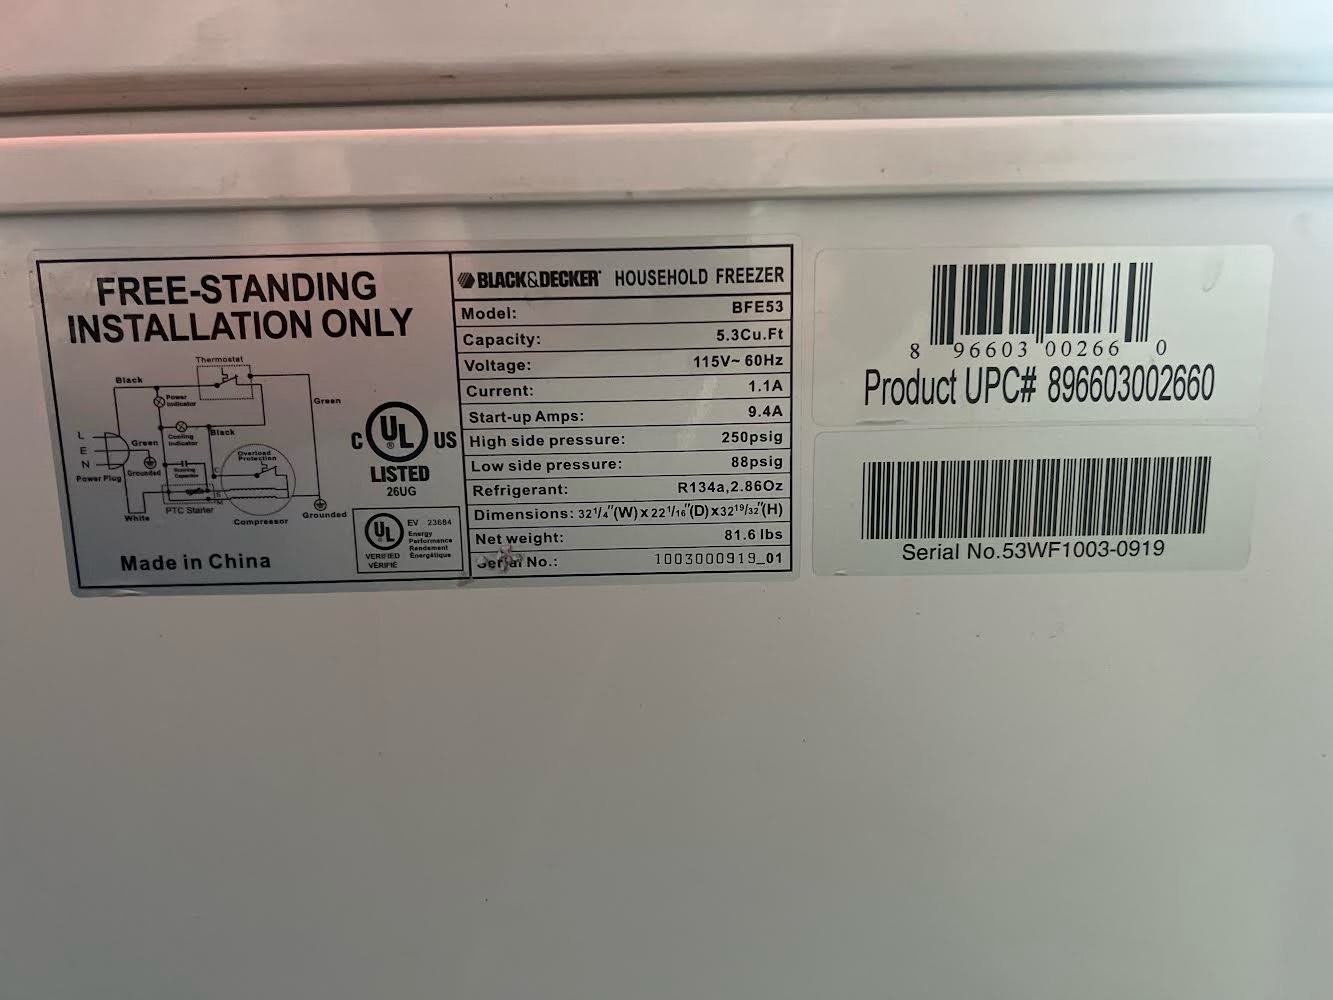 FREE-STANDING
INSTALLATION ONLY
Thermostat
Black
Power
Indicator
Green
Cooling
Indicator
Black
L
E
N
Green
Grounded
Power Plug
Overload
Protection
Running
Capacitor
C
S
M
PTC Starter
White
Compressor
Grounded
Made in China
C UL US
®
LISTED
26UG
UL
VERIFIED
VÉRIFIÉ
EV 23684
Energy
Performance
Rendement
Énergétique
BLACK&DECKER® HOUSEHOLD FREEZER
Model: BFE53
Capacity: 5.3Cu.Ft
Voltage: 115V~ 60Hz
Current: 1.1A
Start-up Amps: 9.4A
High side pressure: 250psig
Low side pressure: 88psig
Refrigerant: R134a,2.86Oz
Dimensions: 32 1/4"(W) x 22 1/16"(D) x 32 19/32"(H)
Net weight: 81.6 lbs
Serial No.: 1003000919_01
8 96603 00266 0
Product UPC# 896603002660
Serial No.53WF1003-0919